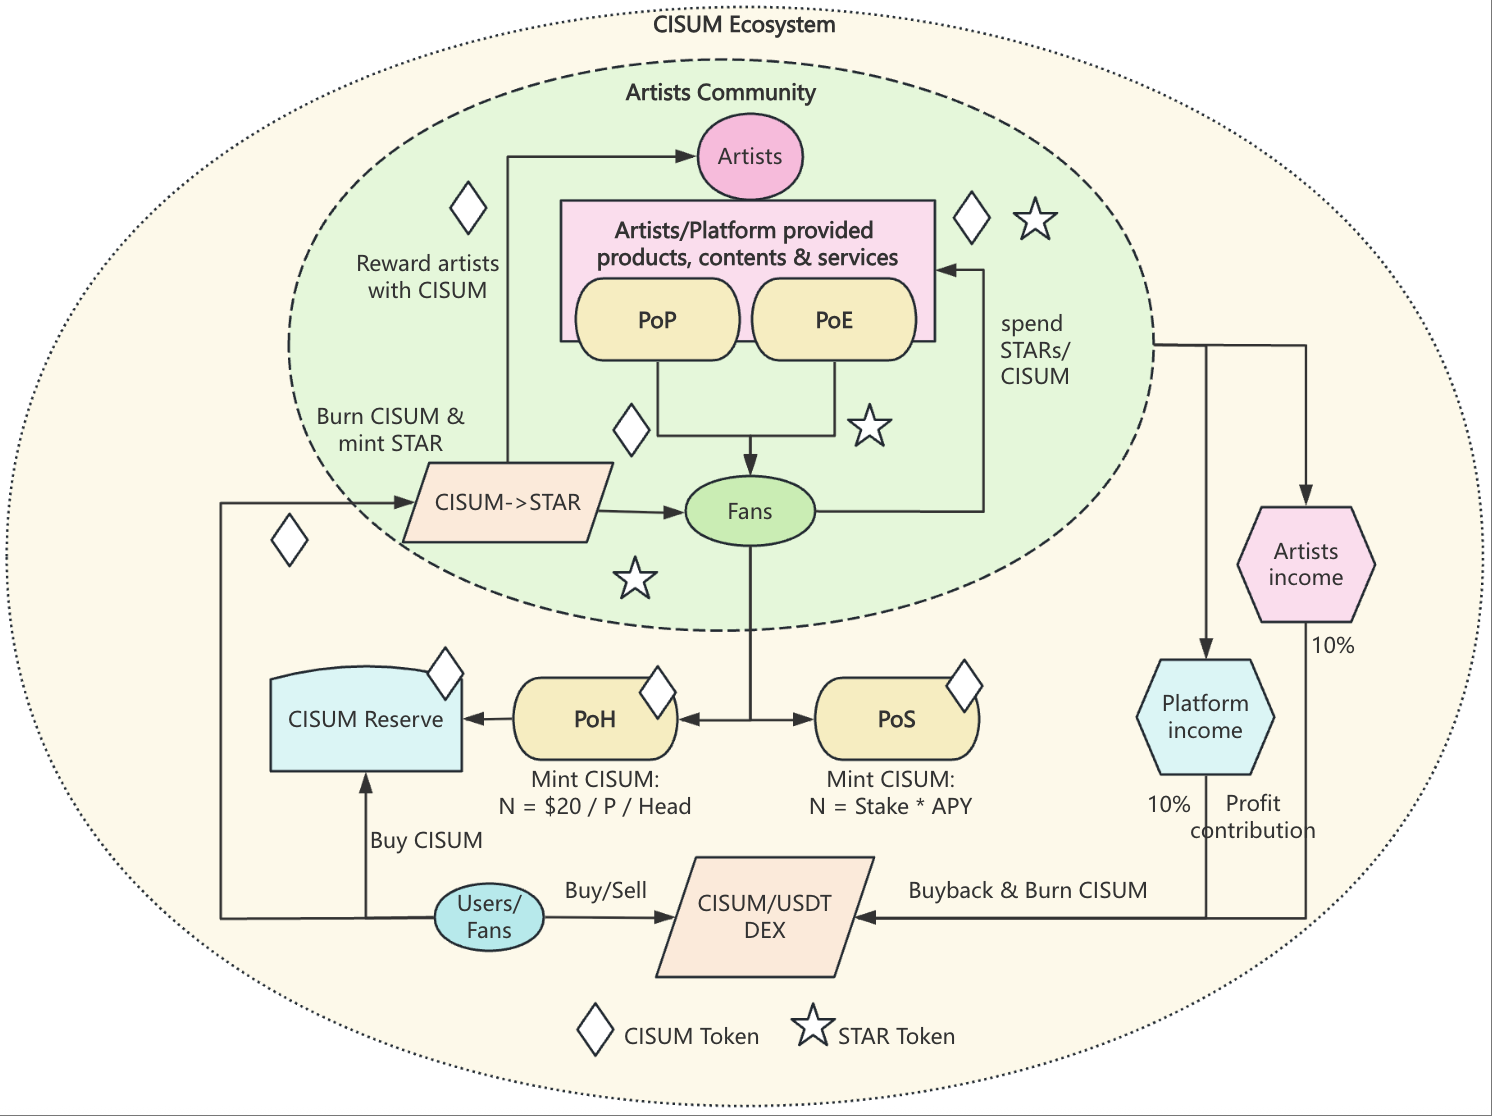 CISUM Ecosystem
Artists Community
Artists
Artists/Platform provided
products, contents & services
PoP
PoE
Reward artists
with CISUM
spend
STARs/
CISUM
Burn CISUM &
mint STAR
CISUM->STAR
Fans
Artists
income
10%
CISUM Reserve
PoH
PoS
Platform
income
Mint CISUM:
N = $20 / P / Head
Mint CISUM:
N = Stake * APY
10%
Profit
contribution
Buy CISUM
Users/
Fans
Buy/Sell
CISUM/USDT
DEX
Buyback & Burn CISUM
CISUM Token
STAR Token